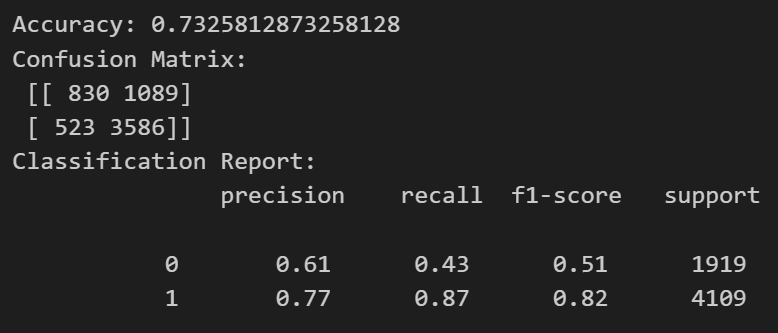 Accuracy: 0.7325812873258128
Confusion Matrix:
[[ 830 1089]
[ 523 3586]]
Classification Report:
precision recall f1-score support
0 0.61 0.43 0.51 1919
1 0.77 0.87 0.82 4109